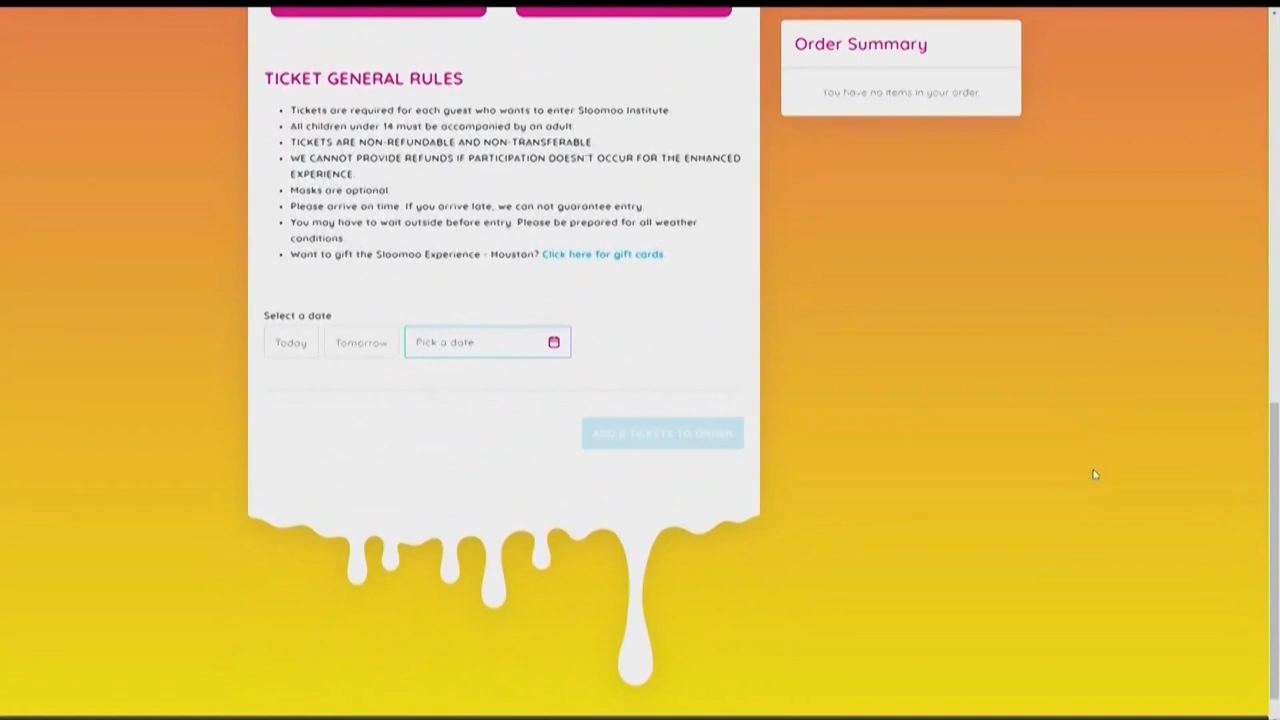 Order Summary
You have no items in your order.
TICKET GENERAL RULES
• Tickets are required for each guest who wants to enter Sloomoo Institute.
• All children under 14 must be accompanied by an adult.
• TICKETS ARE NON-REFUNDABLE AND NON-TRANSFERABLE
• WE CANNOT PROVIDE REFUNDS IF PARTICIPATION DOESN'T OCCUR FOR THE ENHANCED
EXPERIENCE.
• Masks are optional
• Please arrive on time. If you arrive late, we can not guarantee entry.
• You may have to wait outside before entry. Please be prepared for all weather
conditions.
• Want to gift the Sloomoo Experience - Houston? Click here for gift cards.
Select a date
Today Tomorrow Pick a date
ADD 0 TICKETS TO ORDER